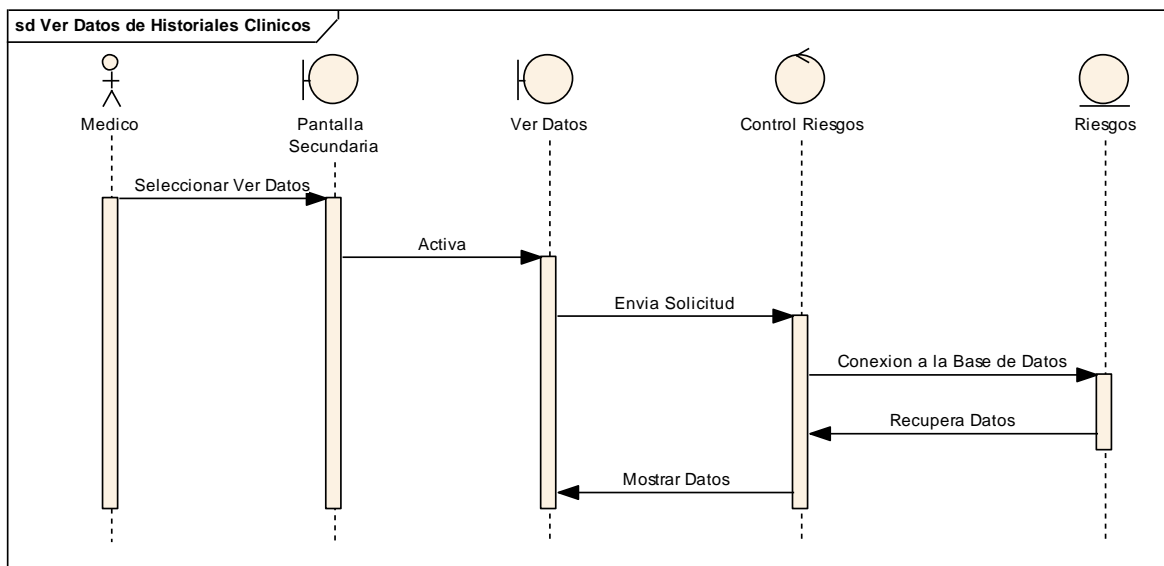 sd Ver Datos de Historiales Clinicos
Medico
Pantalla
Secundaria
Ver Datos
Control Riesgos
Riesgos
Seleccionar Ver Datos
Activa
Envia Solicitud
Conexion a la Base de Datos
Recupera Datos
Mostrar Datos